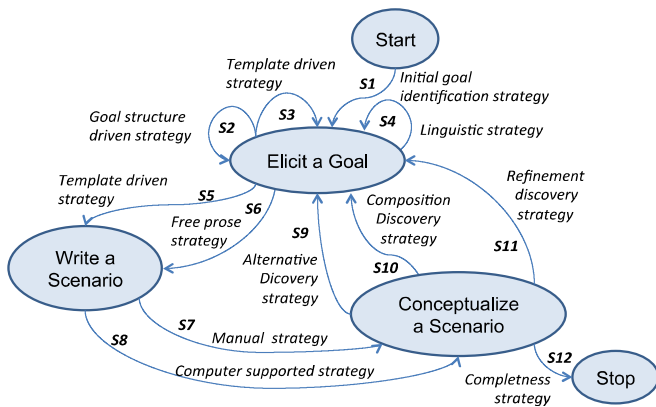 Start
Template driven
strategy
S1
Initial goal
identification strategy
Goal structure
driven strategy
S2
S3
S4
Linguistic strategy
Elicit a Goal
Template driven
strategy
S5
S6
Free prose
strategy
S9
Alternative
Dicovery
strategy
Composition
Discovery
strategy
S10
Refinement
discovery
strategy
S11
Write a
Scenario
Conceptualize
a Scenario
S7
Manual strategy
S8
Computer supported strategy
S12
Completness
strategy
Stop